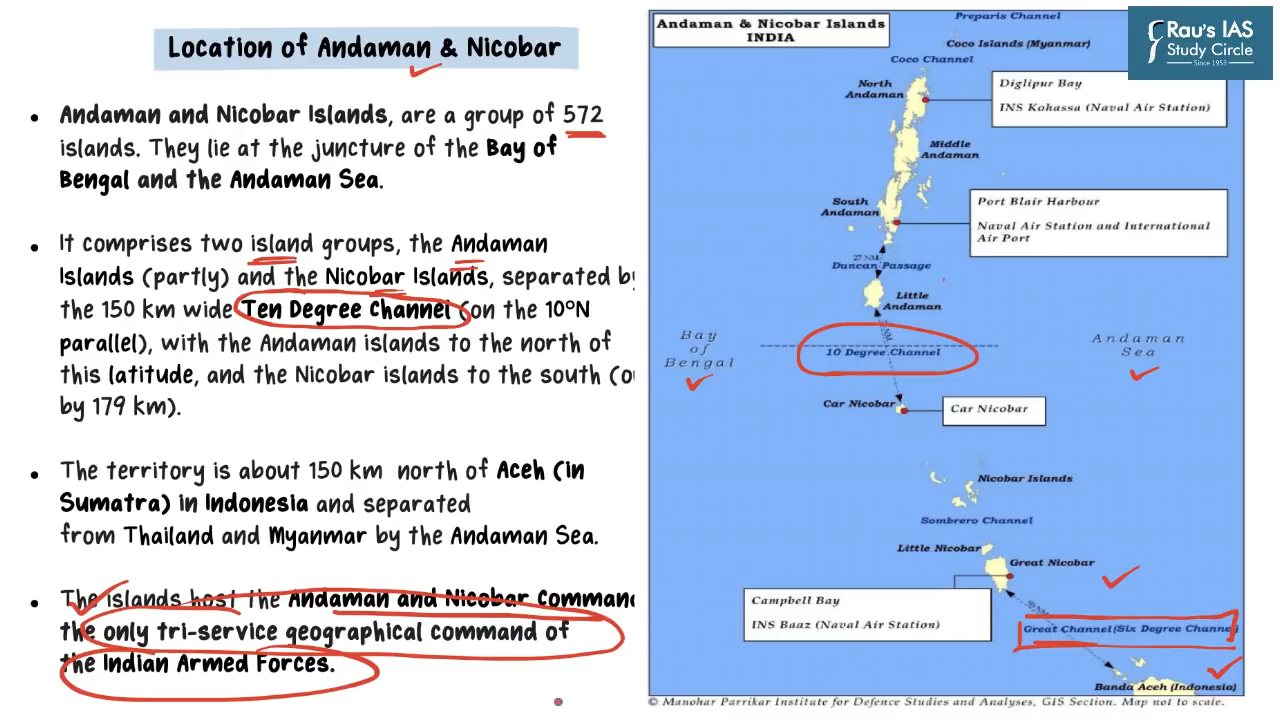 Location of Andaman & Nicobar
Andaman and Nicobar Islands, are a group of 572
islands. They lie at the juncture of the Bay of
Bengal and the Andaman Sea.
It comprises two island groups, the Andaman
Islands (partly) and the Nicobar Islands, separated by
the 150 km wide Ten Degree Channel (on the 10°N
parallel), with the Andaman islands to the north of
this latitude, and the Nicobar islands to the south (or
by 179 km).
The territory is about 150 km north of Aceh (in
Sumatra) in Indonesia and separated
from Thailand and Myanmar by the Andaman Sea.
The islands host the Andaman and Nicobar Command
the only tri-service geographical command of
the Indian Armed Forces.
Andaman & Nicobar Islands
INDIA
Preparis Channel
Coco Islands (Myanmar)
Coco Channel
Rau's IAS
Study Circle
Since 1953
North
Andaman
Diglipur Bay
INS Kohassa (Naval Air Station)
Middle
Andaman
South
Andaman
Port Blair Harbour
Naval Air Station and International
Air Port
27 NM
Duncan Passage
Little
Andaman
NM
Bay
of
Bengal
10 Degree Channel
Andaman
Sea
Car Nicobar
Car Nicobar
Nicobar Islands
Sombrero Channel
Little Nicobar
Great Nicobar
Campbell Bay
INS Baaz (Naval Air Station)
NM
Great Channel (Six Degree Channel)
Banda Aceh (Indonesia)
© Manohar Parrikar Institute for Defence Studies and Analyses, GIS Section. Map not to scale.